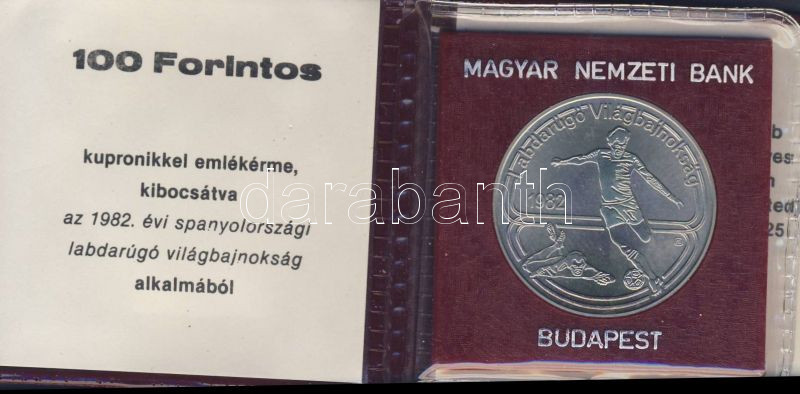 100 Forintos
kupronikkel emlékérme,
kibocsátva
az 1982. évi spanyolországi
labdarúgó világbajnokság
alkalmából
MAGYAR NEMZETI BANK
Labdarúgó Világbajnokság
1982
BUDAPEST
darabanth